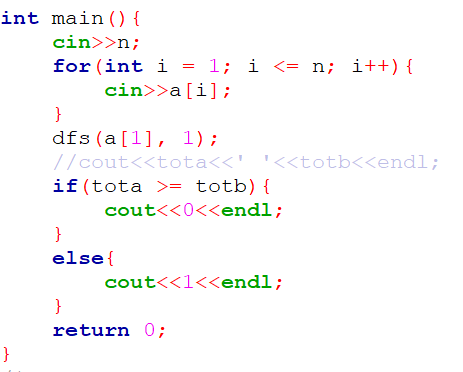 int main(){
    cin>>n;
    for(int i = 1; i <= n; i++){
        cin>>a[i];
    }
    dfs(a[1], 1);
    //cout<<tota<<' '<<totb<<endl;
    if(tota >= totb){
        cout<<0<<endl;
    }
    else{
        cout<<1<<endl;
    }
    return 0;
}